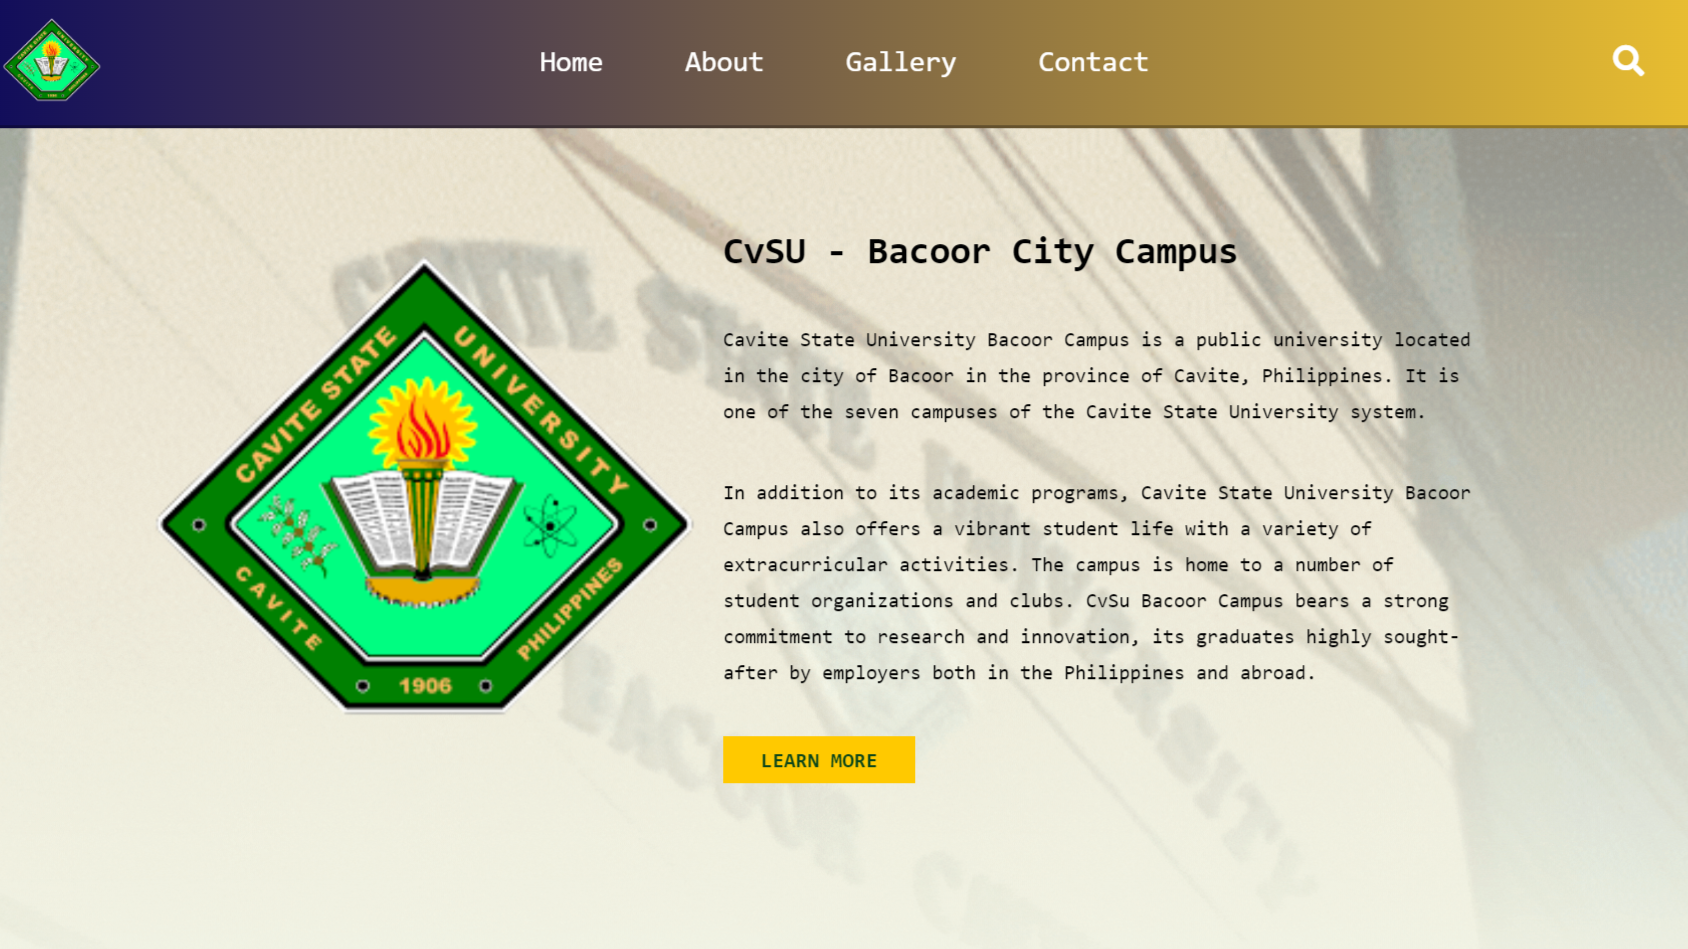 Home About Gallery Contact
CvSU - Bacoor City Campus
Cavite State University Bacoor Campus is a public university located
in the city of Bacoor in the province of Cavite, Philippines. It is
one of the seven campuses of the Cavite State University system.
In addition to its academic programs, Cavite State University Bacoor
Campus also offers a vibrant student life with a variety of
extracurricular activities. The campus is home to a number of
student organizations and clubs. CvSu Bacoor Campus bears a strong
commitment to research and innovation, its graduates highly sought-
after by employers both in the Philippines and abroad.
LEARN MORE
CAVITE STATE
UNIVERSITY
CAVITE
PHILIPPINES
1906
CAVITE STATE UNIVERSITY
BACOOR